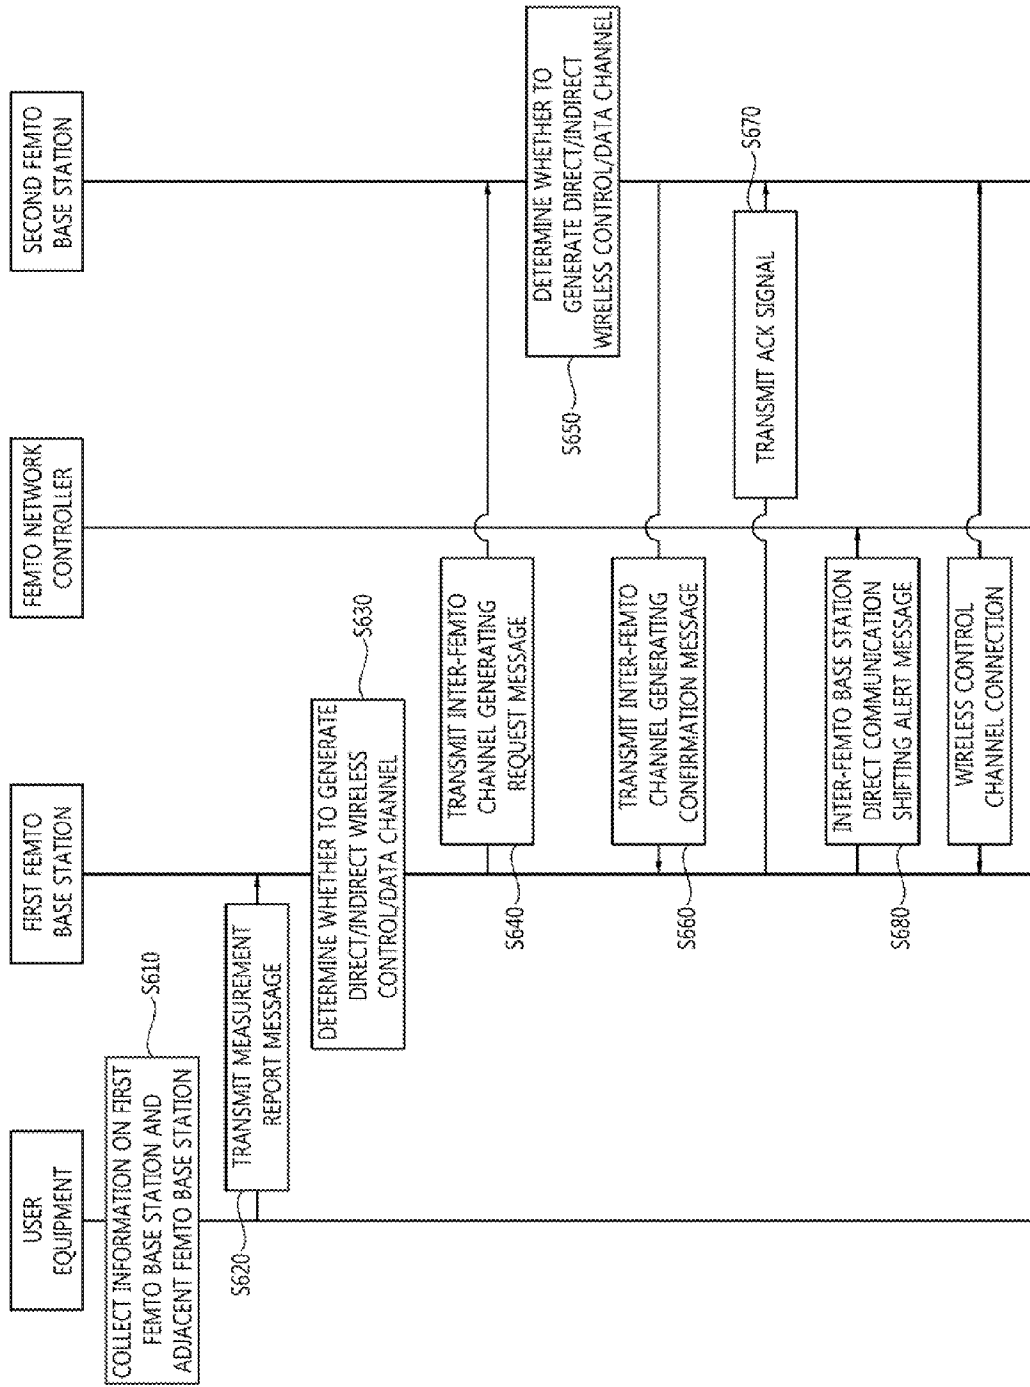 USER
EQUIPMENT
FIRST FEMTO
BASE STATION
FEMTO NETWORK
CONTROLLER
SECOND FEMTO
BASE STATION
COLLECT INFORMATION ON FIRST
FEMTO BASE STATION AND
ADJACENT FEMTO BASE STATION
S610
S620
TRANSMIT MEASUREMENT
REPORT MESSAGE
DETERMINE WHETHER TO GENERATE
DIRECT/INDIRECT WIRELESS
CONTROL/DATA CHANNEL
S630
S640
TRANSMIT INTER-FEMTO
CHANNEL GENERATING
REQUEST MESSAGE
S650
DETERMINE WHETHER TO
GENERATE DIRECT/INDIRECT
WIRELESS CONTROL/DATA CHANNEL
S660
TRANSMIT INTER-FEMTO
CHANNEL GENERATING
CONFIRMATION MESSAGE
TRANSMIT ACK SIGNAL
S670
S680
INTER-FEMTO BASE STATION
DIRECT COMMUNICATION
SHIFTING ALERT MESSAGE
WIRELESS CONTROL
CHANNEL CONNECTION